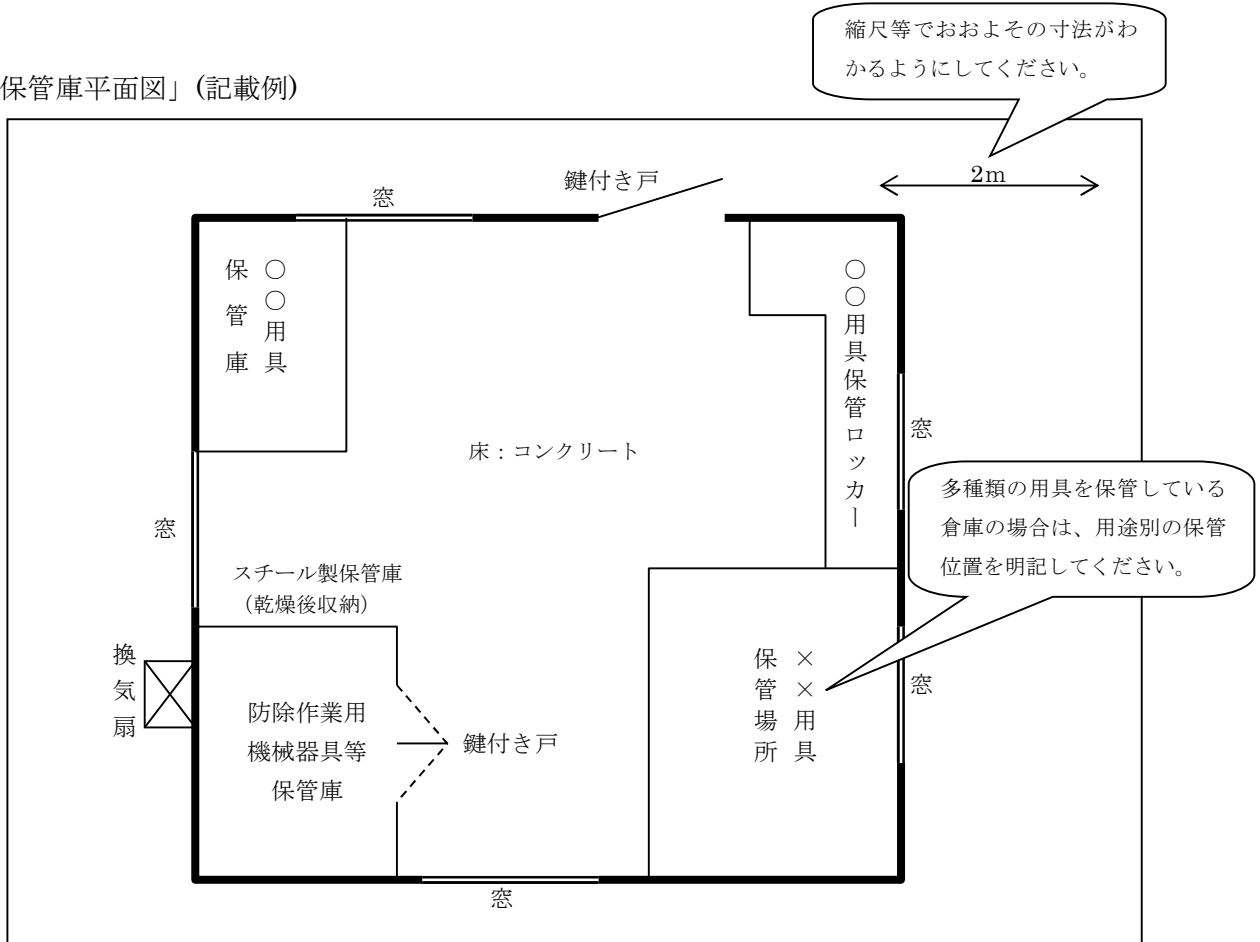 縮尺等でおおよその寸法がわ
かるようにしてください。
保管庫平面図」(記載例)
2m
鍵付き戸
窓
○○用具
保管庫
○○用具保管ロッカー
窓
床：コンクリート
多種類の用具を保管している
倉庫の場合は、用途別の保管
位置を明記してください。
窓
スチール製保管庫
（乾燥後収納）
換気扇
防除作業用
機械器具等
保管庫
鍵付き戸
××用具
保管場所
窓
窓